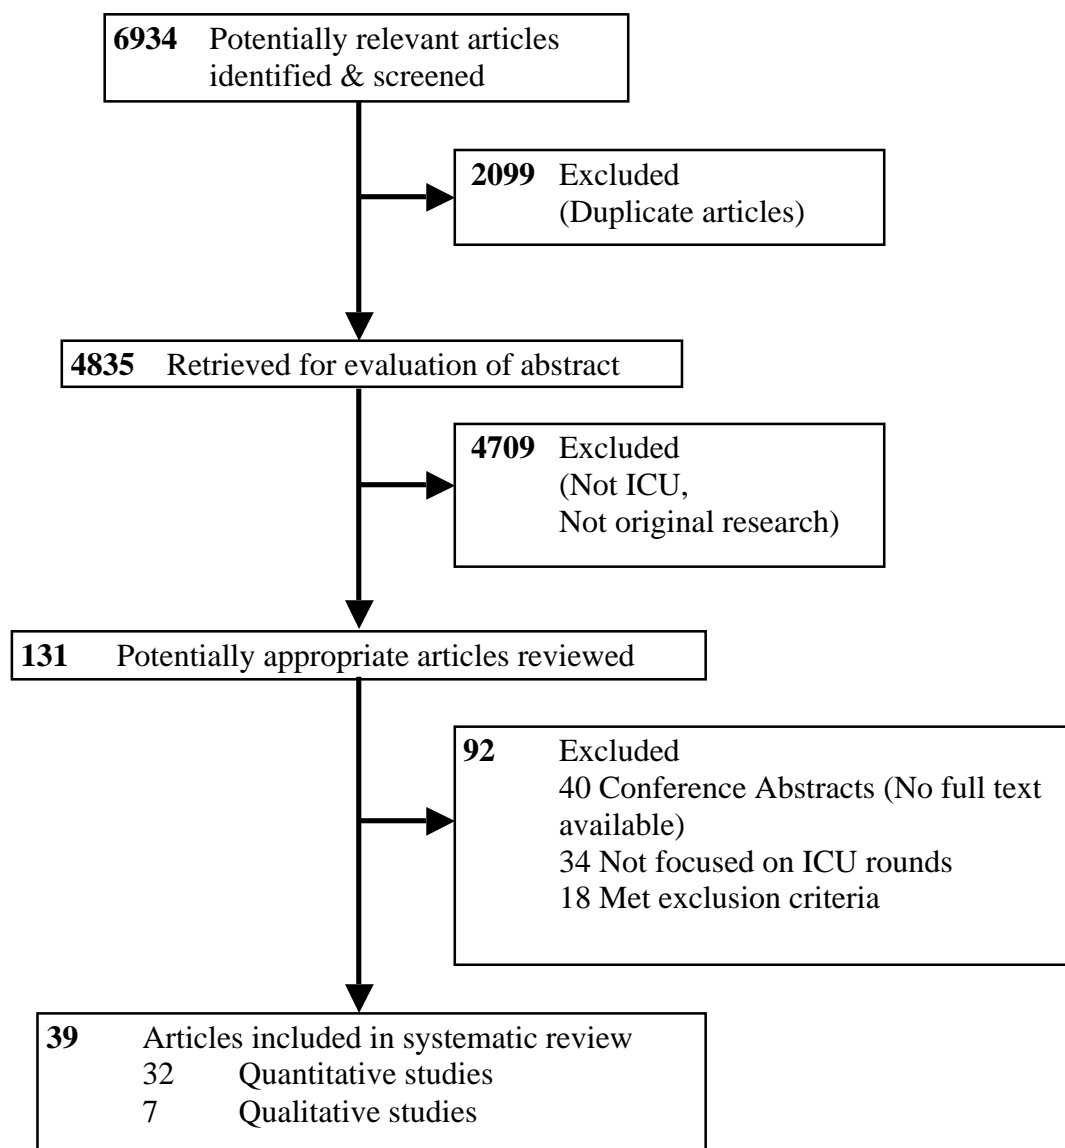 6934 Potentially relevant articles
identified & screened
2099 Excluded
(Duplicate articles)
4835 Retrieved for evaluation of abstract
4709 Excluded
(Not ICU,
Not original research)
131 Potentially appropriate articles reviewed
92 Excluded
40 Conference Abstracts (No full text
available)
34 Not focused on ICU rounds
18 Met exclusion criteria
39 Articles included in systematic review
32 Quantitative studies
7 Qualitative studies